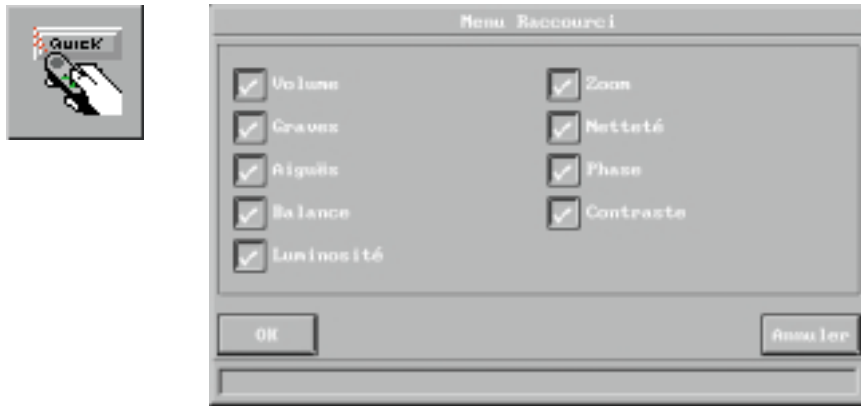 QUICK
Menu Raccourci
Volume
Graves
Aiguës
Balance
Luminosité
Zoom
Netteté
Phase
Contraste
OK
Annuler